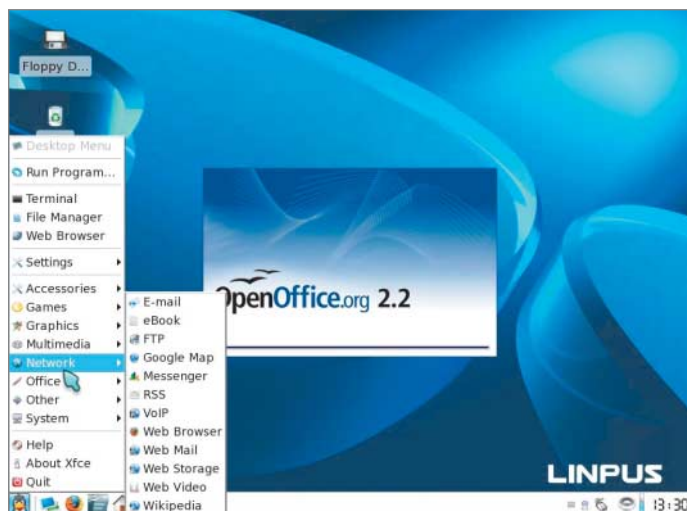 Floppy D...
Desktop Menu
Run Program...
Terminal
File Manager
Web Browser
Settings
Accessories
Games
Graphics
Multimedia
Network
Office
Other
System
Help
About Xfce
Quit
E-mail
eBook
FTP
Google Map
Messenger
RSS
VoIP
Web Browser
Web Mail
Web Storage
Web Video
Wikipedia
OpenOffice.org 2.2
LINPUS
13:30